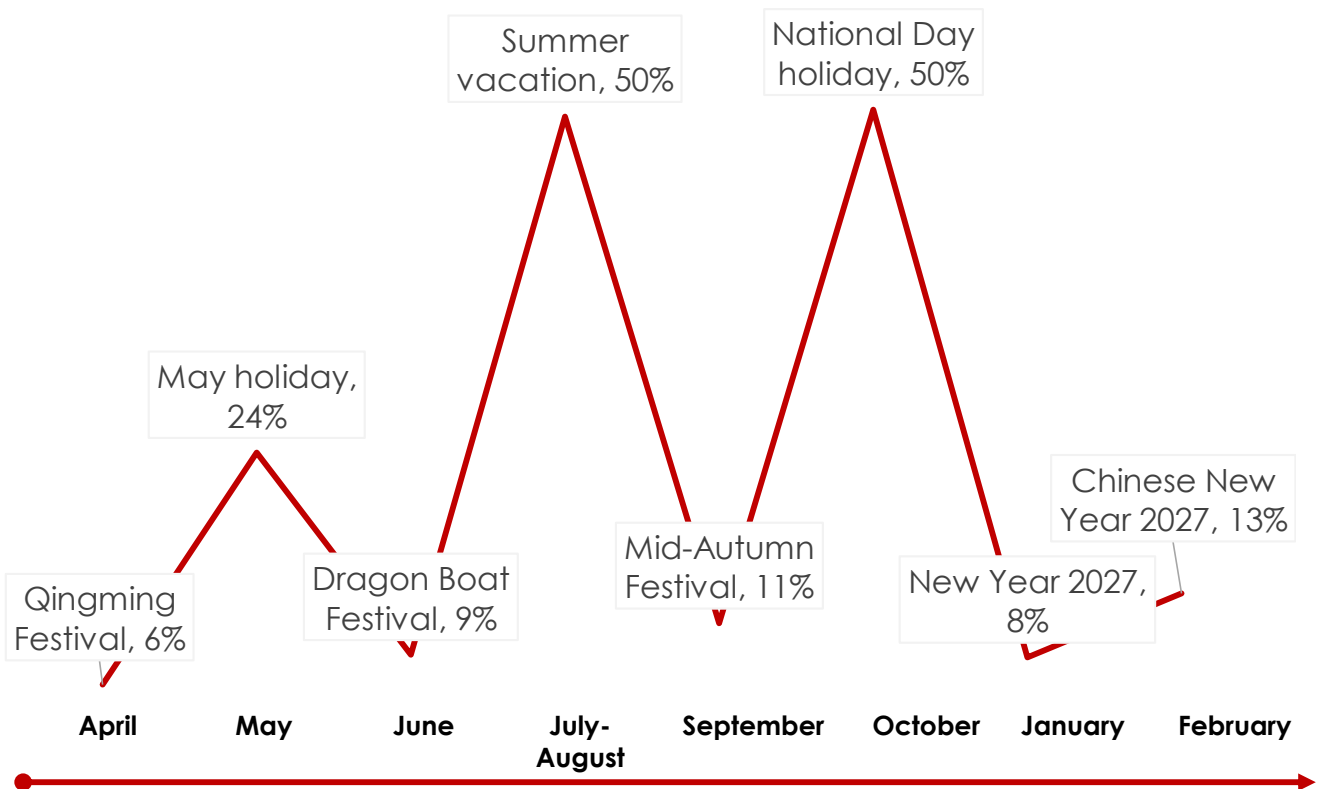 Summer
vacation, 50%
National Day
holiday, 50%
May holiday,
24%
Chinese New
Year 2027, 13%
Mid-Autumn
Festival, 11%
Dragon Boat
Festival, 9%
New Year 2027,
8%
Qingming
Festival, 6%
April
May
June
July-
August
September
October
January
February